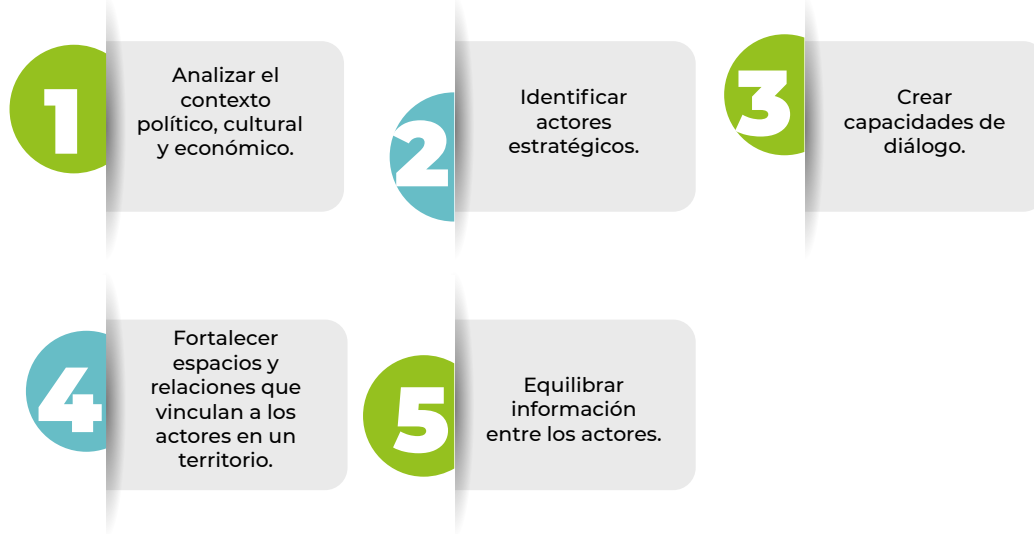 1
Analizar el
contexto
político, cultural
y económico.
2
Identificar
actores
estratégicos.
3
Crear
capacidades de
diálogo.
4
Fortalecer
espacios y
relaciones que
vinculan a los
actores en un
territorio.
5
Equilibrar
información
entre los actores.